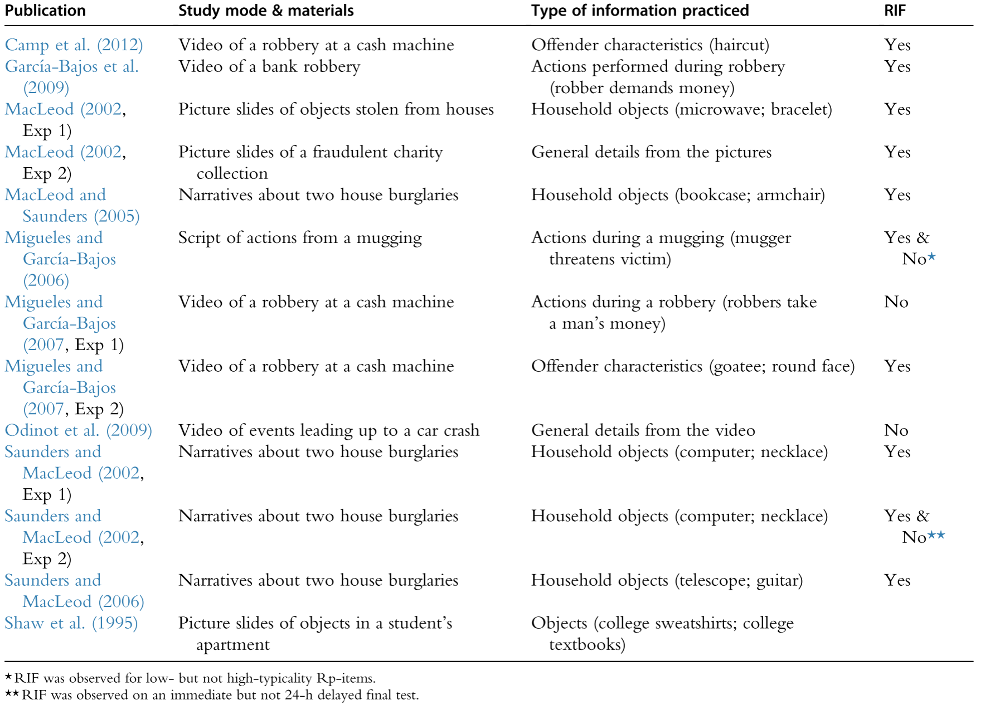 Publication Study mode & materials Type of information practiced RIF
Camp et al. (2012) Video of a robbery at a cash machine Offender characteristics (haircut) Yes
García-Bajos et al. Video of a bank robbery Actions performed during robbery Yes
(2009) (robber demands money)
MacLeod (2002, Picture slides of objects stolen from houses Household objects (microwave; bracelet) Yes
Exp 1)
MacLeod (2002, Picture slides of a fraudulent charity General details from the pictures Yes
Exp 2) collection
MacLeod and Narratives about two house burglaries Household objects (bookcase; armchair) Yes
Saunders (2005)
Migueles and Script of actions from a mugging Actions during a mugging (mugger Yes &
García-Bajos threatens victim) No★
(2006)
Migueles and Video of a robbery at a cash machine Actions during a robbery (robbers take No
García-Bajos a man’s money)
(2007, Exp 1)
Migueles and Video of a robbery at a cash machine Offender characteristics (goatee; round face) Yes
García-Bajos
(2007, Exp 2)
Odinot et al. (2009) Video of events leading up to a car crash General details from the video No
Saunders and Narratives about two house burglaries Household objects (computer; necklace) Yes
MacLeod (2002,
Exp 1)
Saunders and Narratives about two house burglaries Household objects (computer; necklace) Yes &
MacLeod (2002, No★★
Exp 2)
Saunders and Narratives about two house burglaries Household objects (telescope; guitar) Yes
MacLeod (2006)
Shaw et al. (1995) Picture slides of objects in a student’s Objects (college sweatshirts; college
apartment textbooks)
★RIF was observed for low- but not high-typicality Rp-items.
★★RIF was observed on an immediate but not 24-h delayed final test.